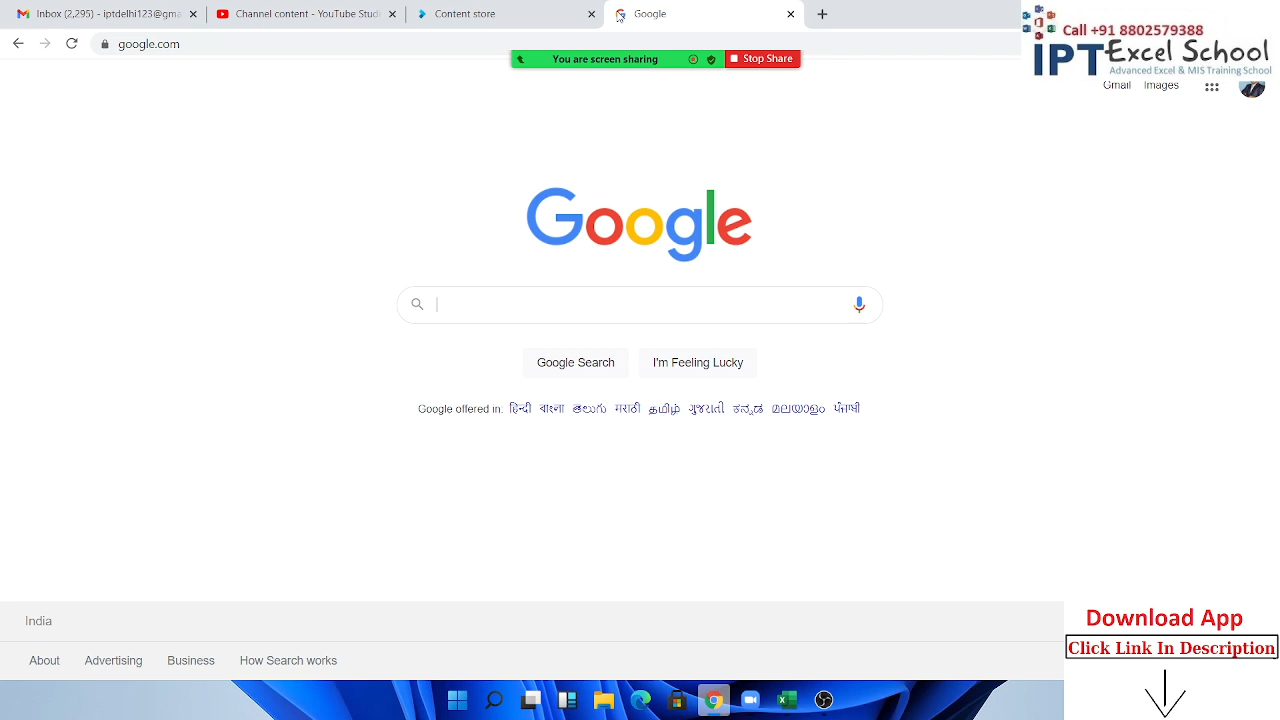 Inbox (2,295) - iptdelhi123@gma
Channel content - YouTube Studi
Content store
Google
google.com
You are screen sharing
Stop Share
Call +91 8802579388
IPT Excel School
Advanced Excel & MIS Training School
Gmail Images
Google
Google Search
I'm Feeling Lucky
Google offered in: हिन्दी বাংলা తెలుగు मराठी தமிழ் ગુજરાતી ಕನ್ನಡ മലയാളം ਪੰਜਾਬੀ
India
About Advertising Business How Search works
Download App
Click Link In Description